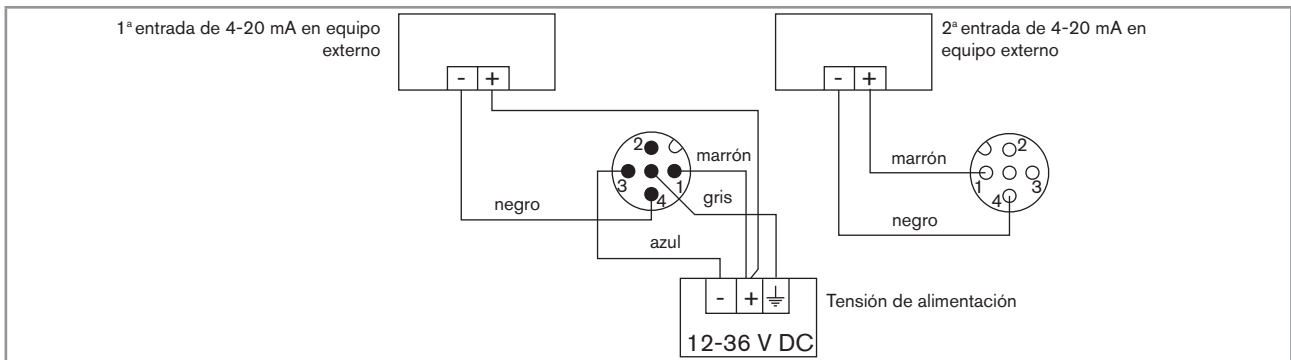 1ª entrada de 4-20 mA en equipo
externo
- +
2ª entrada de 4-20 mA en
equipo externo
- +
2
marrón
3
1
4
gris
negro
azul
marrón
2
1
3
4
negro
- +
Tensión de alimentación
12-36 V DC